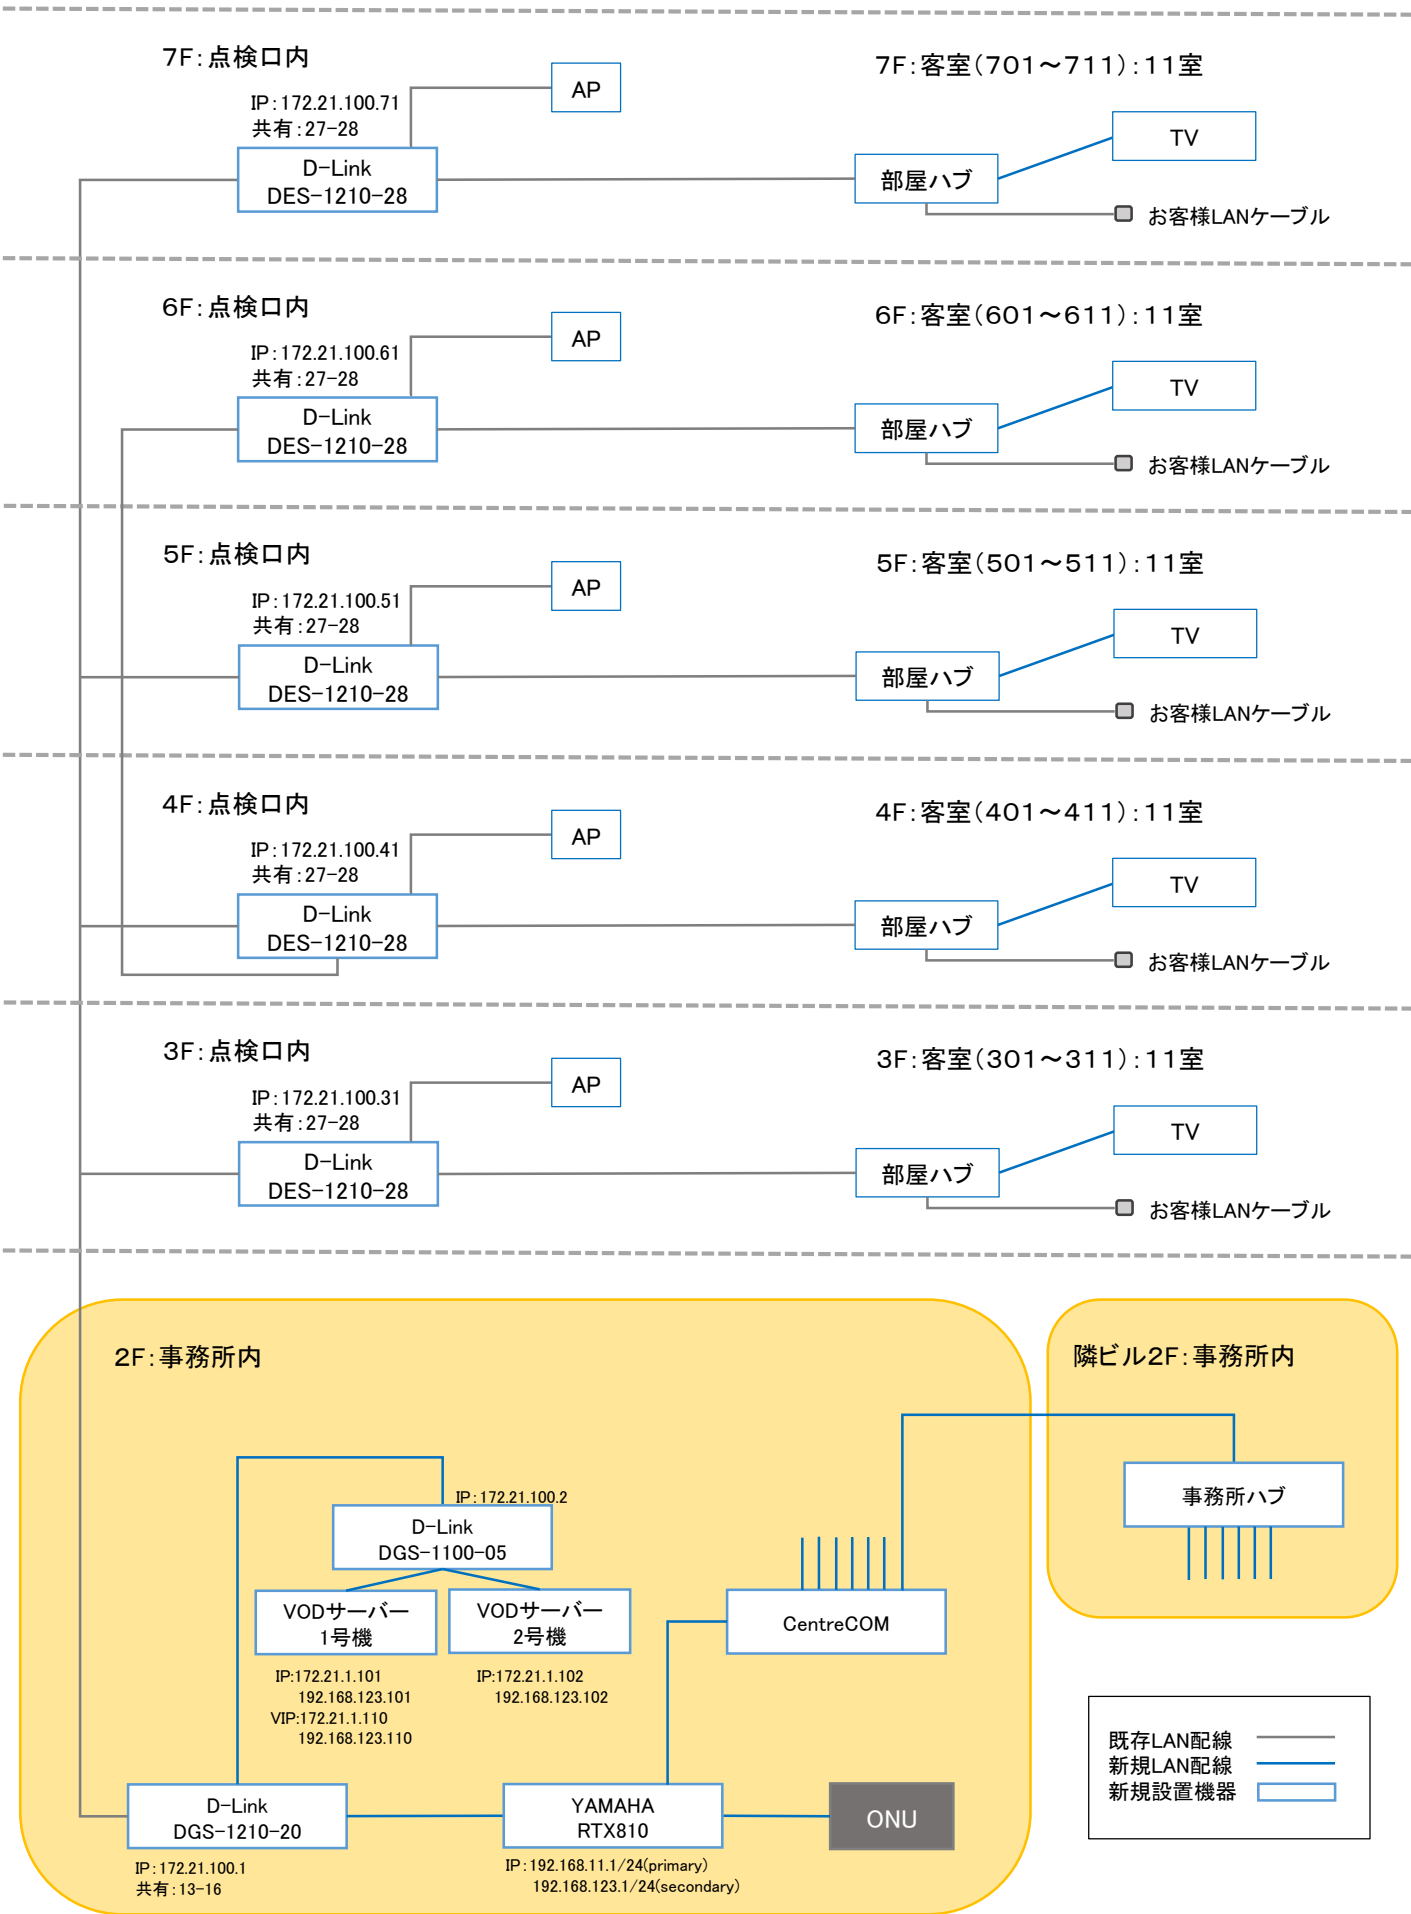 7F：点検口内
7F：客室（701～711）：11室
AP
IP：172.21.100.71
共有：27-28
TV
D-Link
DES-1210-28
部屋ハブ
お客様LANケーブル
6F：点検口内
6F：客室（601～611）：11室
AP
IP：172.21.100.61
共有：27-28
TV
D-Link
DES-1210-28
部屋ハブ
お客様LANケーブル
5F：点検口内
5F：客室（501～511）：11室
AP
IP：172.21.100.51
共有：27-28
TV
D-Link
DES-1210-28
部屋ハブ
お客様LANケーブル
4F：点検口内
4F：客室（401～411）：11室
AP
IP：172.21.100.41
共有：27-28
TV
D-Link
DES-1210-28
部屋ハブ
お客様LANケーブル
3F：点検口内
3F：客室（301～311）：11室
AP
IP：172.21.100.31
共有：27-28
TV
D-Link
DES-1210-28
部屋ハブ
お客様LANケーブル
2F：事務所内
隣ビル2F：事務所内
IP：172.21.100.2
D-Link
DGS-1100-05
事務所ハブ
VODサーバー
1号機
VODサーバー
2号機
CentreCOM
IP:172.21.1.101
192.168.123.101
VIP:172.21.1.110
192.168.123.110
IP:172.21.1.102
192.168.123.102
既存LAN配線
新規LAN配線
新規設置機器
D-Link
DGS-1210-20
YAMAHA
RTX810
ONU
IP：172.21.100.1
共有：13-16
IP：192.168.11.1/24(primary)
192.168.123.1/24(secondary)